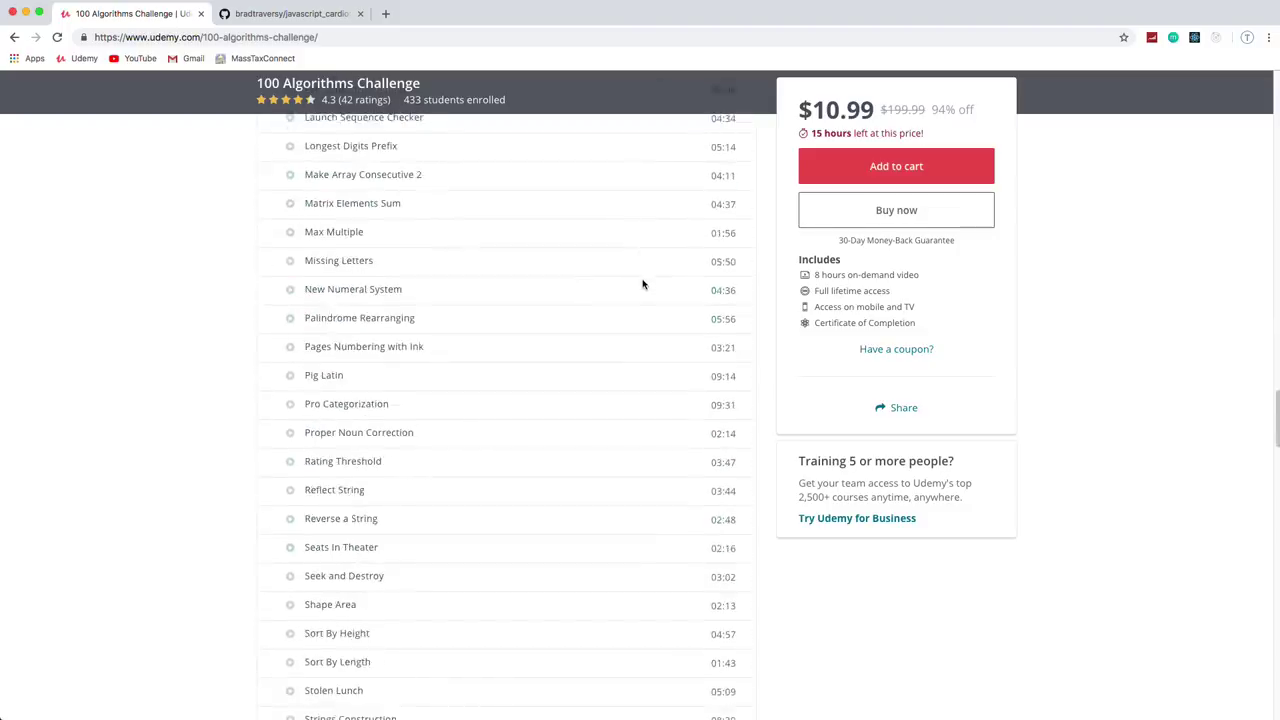 100 Algorithms Challenge | Ude
bradtraversy/javascript_cardio
https://www.udemy.com/100-algorithms-challenge/
Apps Udemy YouTube Gmail MassTaxConnect
100 Algorithms Challenge
4.3 (42 ratings) 433 students enrolled
Launch Sequence Checker 04:34
Longest Digits Prefix 05:14
Make Array Consecutive 2 04:11
Matrix Elements Sum 04:37
Max Multiple 01:56
Missing Letters 05:50
New Numeral System 04:36
Palindrome Rearranging 05:56
Pages Numbering with Ink 03:21
Pig Latin 09:14
Pro Categorization 09:31
Proper Noun Correction 02:14
Rating Threshold 03:47
Reflect String 03:44
Reverse a String 02:48
Seats In Theater 02:16
Seek and Destroy 03:02
Shape Area 02:13
Sort By Height 04:57
Sort By Length 01:43
Stolen Lunch 05:09
Strings Construction
$10.99 $199.99 94% off
15 hours left at this price!
Add to cart
Buy now
30-Day Money-Back Guarantee
Includes
8 hours on-demand video
Full lifetime access
Access on mobile and TV
Certificate of Completion
Have a coupon?
Share
Training 5 or more people?
Get your team access to Udemy's top
2,500+ courses anytime, anywhere.
Try Udemy for Business